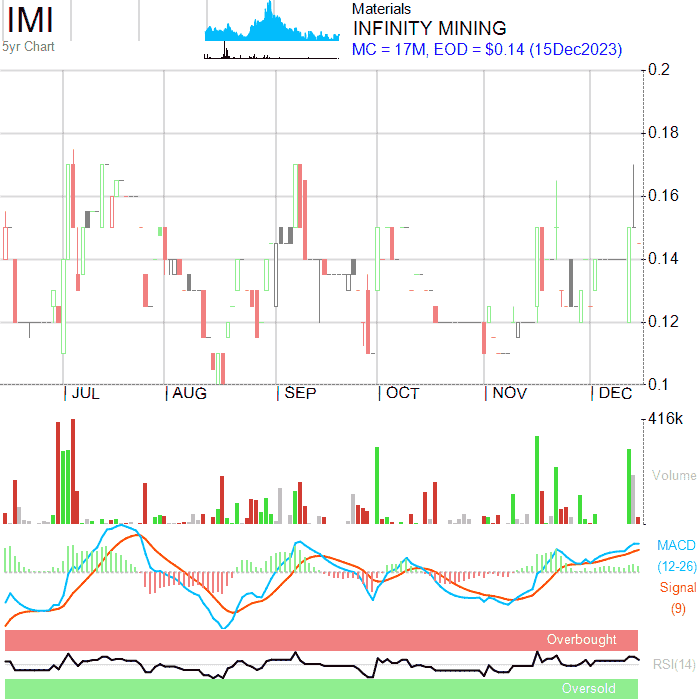 IMI
5yr Chart
Materials
INFINITY MINING
MC = 17M, EOD = $0.14 (15Dec2023)
0.2
0.18
0.16
0.14
0.12
0.1
JUL AUG SEP OCT NOV DEC
416k
Volume
MACD
(12-26)
Signal
(9)
Overbought
RSI(14)
Oversold